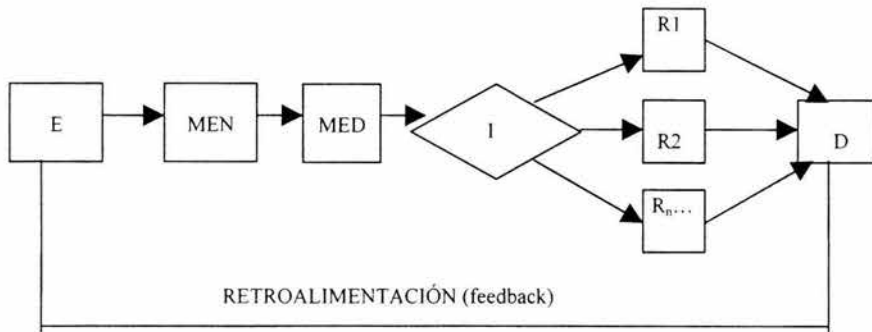 R1
E
MEN
MED
I
R2
D
Rn...
RETROALIMENTACIÓN (feedback)